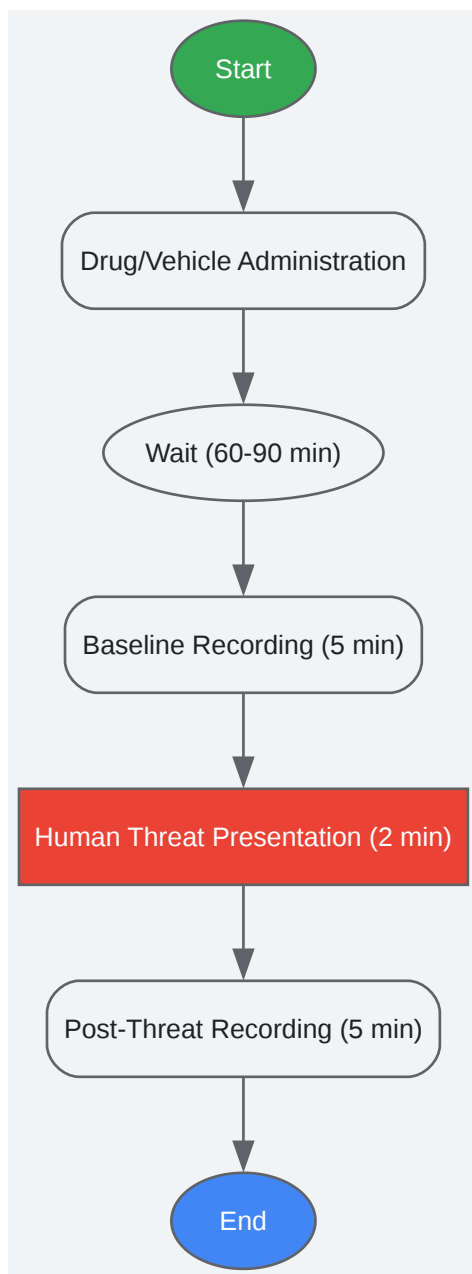 Start
Drug/Vehicle Administration
Wait (60-90 min)
Baseline Recording (5 min)
Human Threat Presentation (2 min)
Post-Threat Recording (5 min)
End